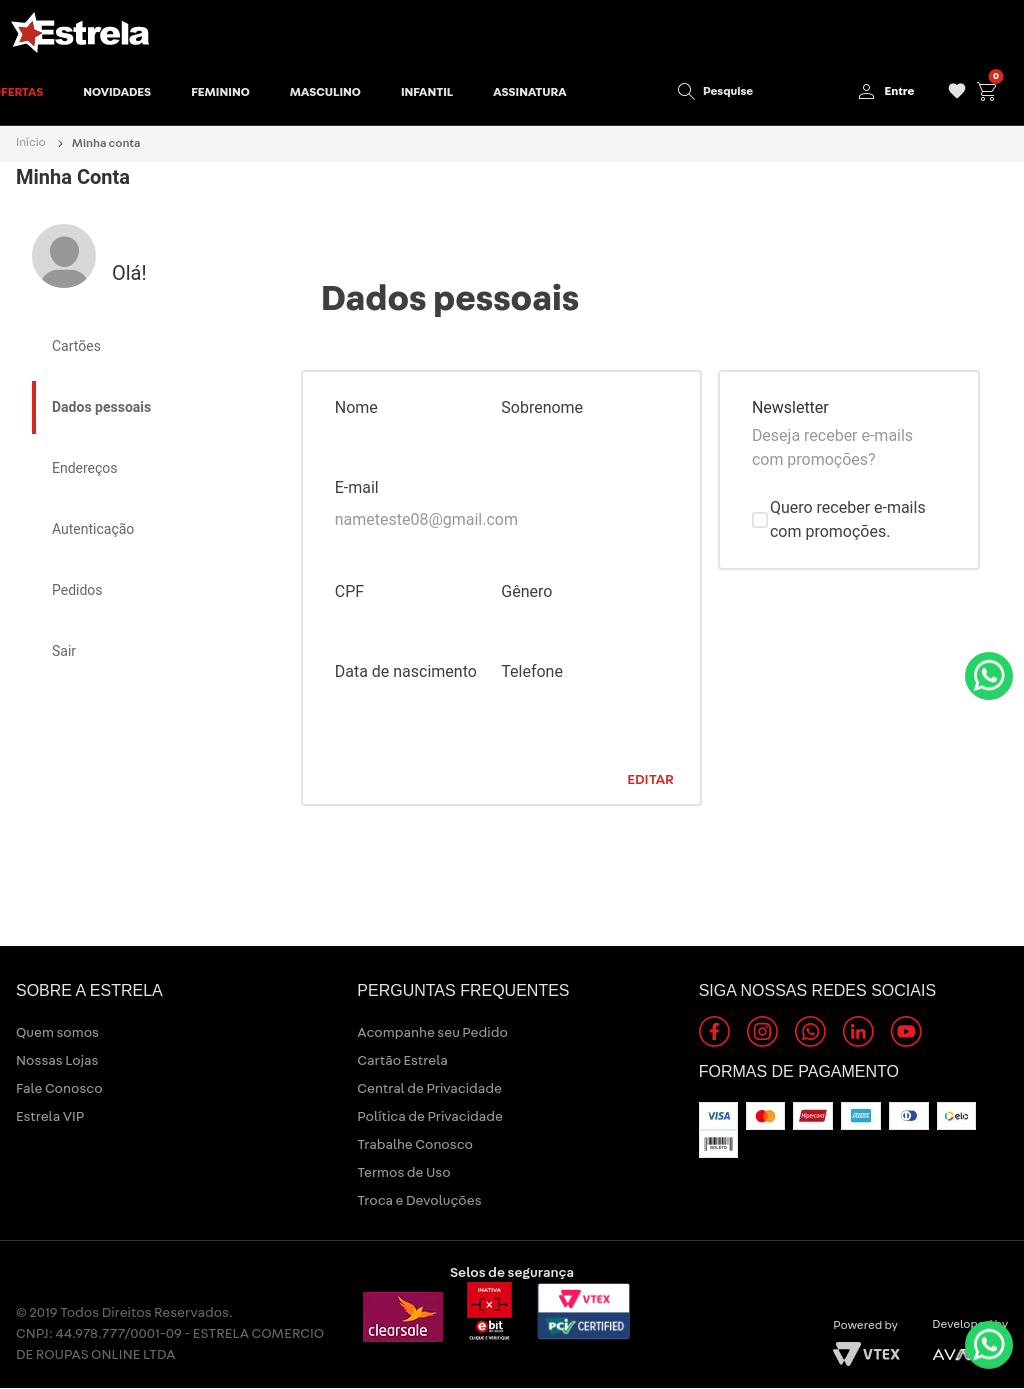 Estrela
OFERTAS
NOVIDADES
FEMININO
MASCULINO
INFANTIL
ASSINATURA
Pesquise
Entre
0
Início
Minha conta
Minha Conta
Olá!
Cartões
Dados pessoais
Endereços
Autenticação
Pedidos
Sair
Dados pessoais
Nome
Sobrenome
E-mail
nameteste08@gmail.com
CPF
Gênero
Data de nascimento
Telefone
EDITAR
Newsletter
Deseja receber e-mails
com promoções?
Quero receber e-mails
com promoções.
SOBRE A ESTRELA
Quem somos
Nossas Lojas
Fale Conosco
Estrela VIP
PERGUNTAS FREQUENTES
Acompanhe seu Pedido
Cartão Estrela
Central de Privacidade
Política de Privacidade
Trabalhe Conosco
Termos de Uso
Troca e Devoluções
SIGA NOSSAS REDES SOCIAIS
in
FORMAS DE PAGAMENTO
VISA
Hipercard
elo
BOLETO
Selos de segurança
© 2019 Todos Direitos Reservados.
CNPJ: 44.978.777/0001-09 - ESTRELA COMERCIO
DE ROUPAS ONLINE LTDA
clearsale
INATIVA
x
ebit
CLIQUE E VERIFIQUE
VTEX
PCI CERTIFIED
Powered by
VTEX
Developed by